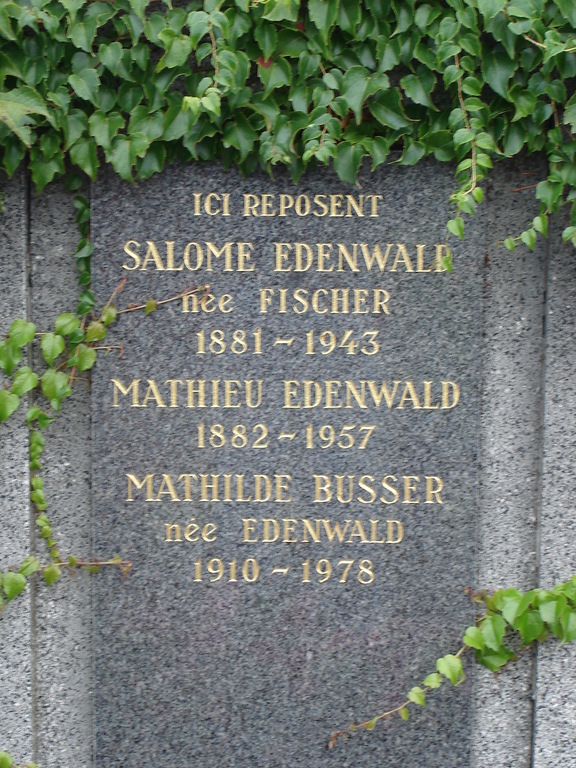 ICI REPOSENT
SALOME EDENWALD
née FISCHER
1881 ~ 1943
MATHIEU EDENWALD
1882 ~ 1957
MATHILDE BUSSER
née EDENWALD
1910 ~ 1978